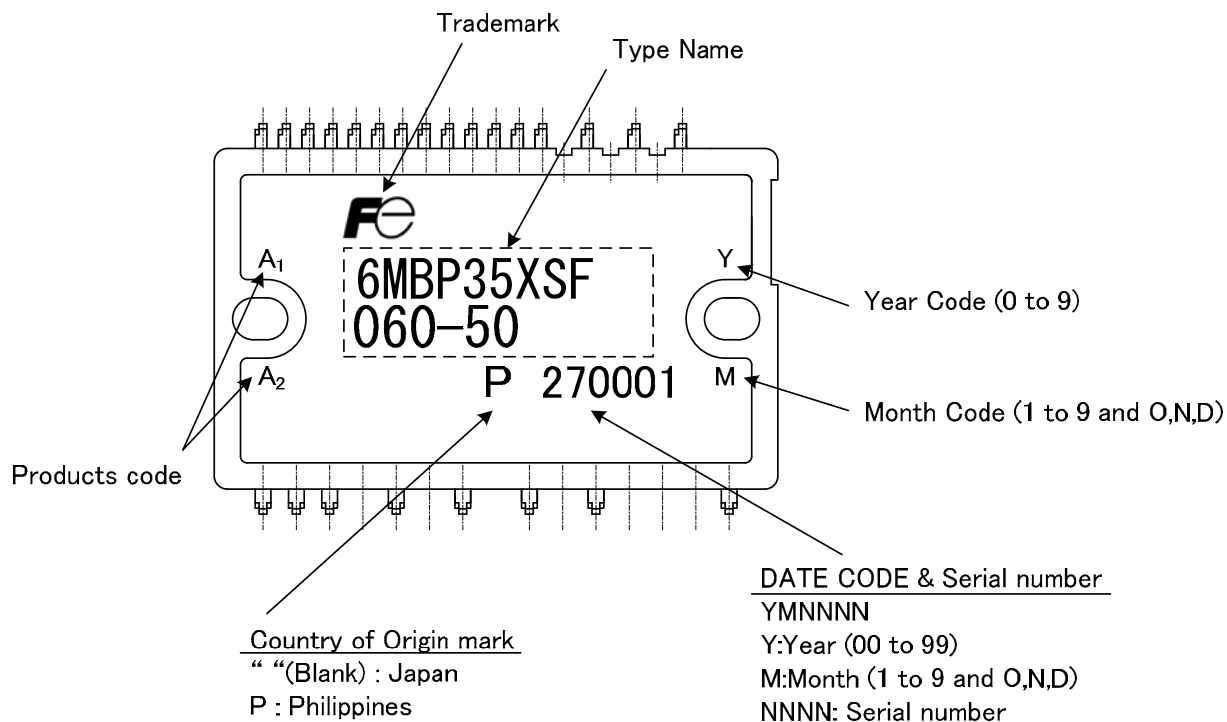 Trademark
Type Name
Fe
A1
Y
6MBP35XSF
060-50
Year Code (0 to 9)
A2
P 270001
M
Month Code (1 to 9 and O,N,D)
Products code
DATE CODE & Serial number
YMNNNN
Y:Year (00 to 99)
M:Month (1 to 9 and O,N,D)
NNNN: Serial number
Country of Origin mark
“ “(Blank) : Japan
P : Philippines